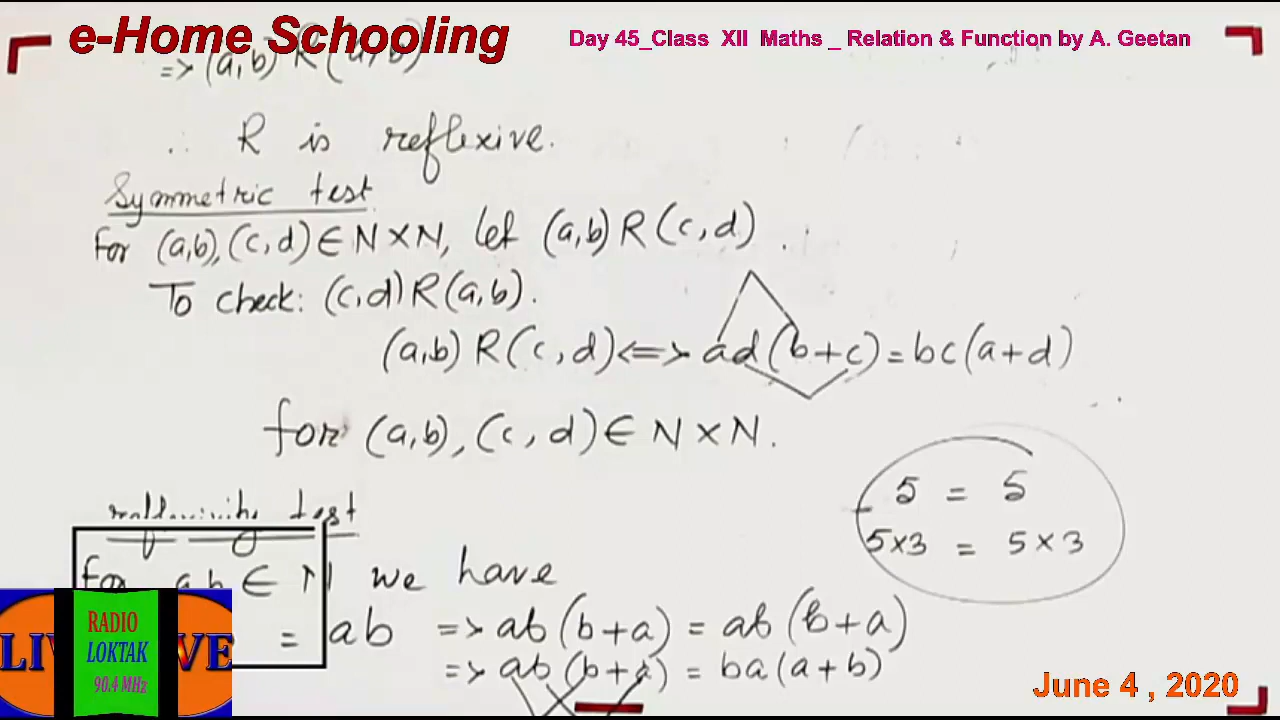 e-Home Schooling
Day 45_Class XII Maths _ Relation & Function by A. Geetan
=> (a,b) R (a,b)
∴ R is reflexive.
Symmetric test
For (a,b), (c,d) ∈ N × N, let (a,b) R (c,d)
To check: (c,d) R (a,b).
(a,b) R (c,d) <=> ad(b+c) = bc(a+d)
for (a,b), (c,d) ∈ N × N.
5 = 5
5×3 = 5×3
test
For a,b ∈ N we have
= ab => ab (b+a) = ab (b+a)
=> ab (b+a) = ba (a+b)
LIVE
RADIO
LOKTAK
90.4 MHz
June 4 , 2020